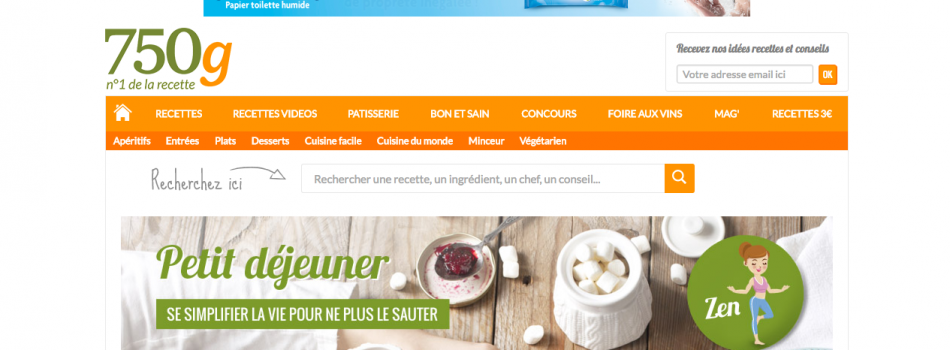 Papier toilette humide
750g
n°1 de la recette
Recevez nos idées recettes et conseils
Votre adresse email ici
OK
RECETTES
RECETTES VIDEOS
PATISSERIE
BON ET SAIN
CONCOURS
FOIRE AUX VINS
MAG'
RECETTES 3€
Apéritifs
Entrées
Plats
Desserts
Cuisine facile
Cuisine du monde
Minceur
Végétarien
Recherchez ici
Rechercher une recette, un ingrédient, un chef, un conseil...
Petit déjeuner
SE SIMPLIFIER LA VIE POUR NE PLUS LE SAUTER
Zen